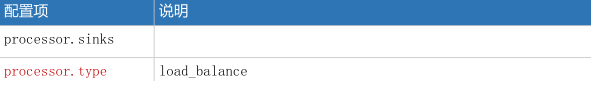 配置项 说明
processor.sinks
processor.type load_balance